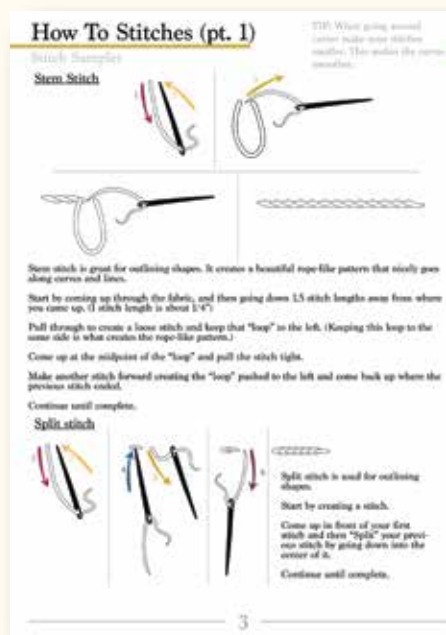 How To Stitches (pt. 1)
Stitch Sampler
TIP: When going around
corner make your stitches
smaller. This makes the curves
smoother.
Stem Stitch
Stem stitch is great for outlining shapes. It creates a beautiful rope-like pattern that nicely goes
along curves and lines.
Start by coming up through the fabric, and then going down 1.5 stitch lengths away from where
you came up. (1 stitch length is about 1/4")
Pull through to create a loose stitch and keep that "loop" to the left. (Keeping this loop to the
same side is what creates the rope-like pattern.)
Come up at the midpoint of the "loop" and pull the stitch tight.
Make another stitch forward creating the "loop" pushed to the left and come back up where the
previous stitch ended.
Continue until complete.
Split stitch
Split stitch is used for outlining
shapes.
Start by creating a stitch.
Come up in front of your first
stitch and then "Split" your previ-
ous stitch by going down into the
center of it.
Continue until complete.
3